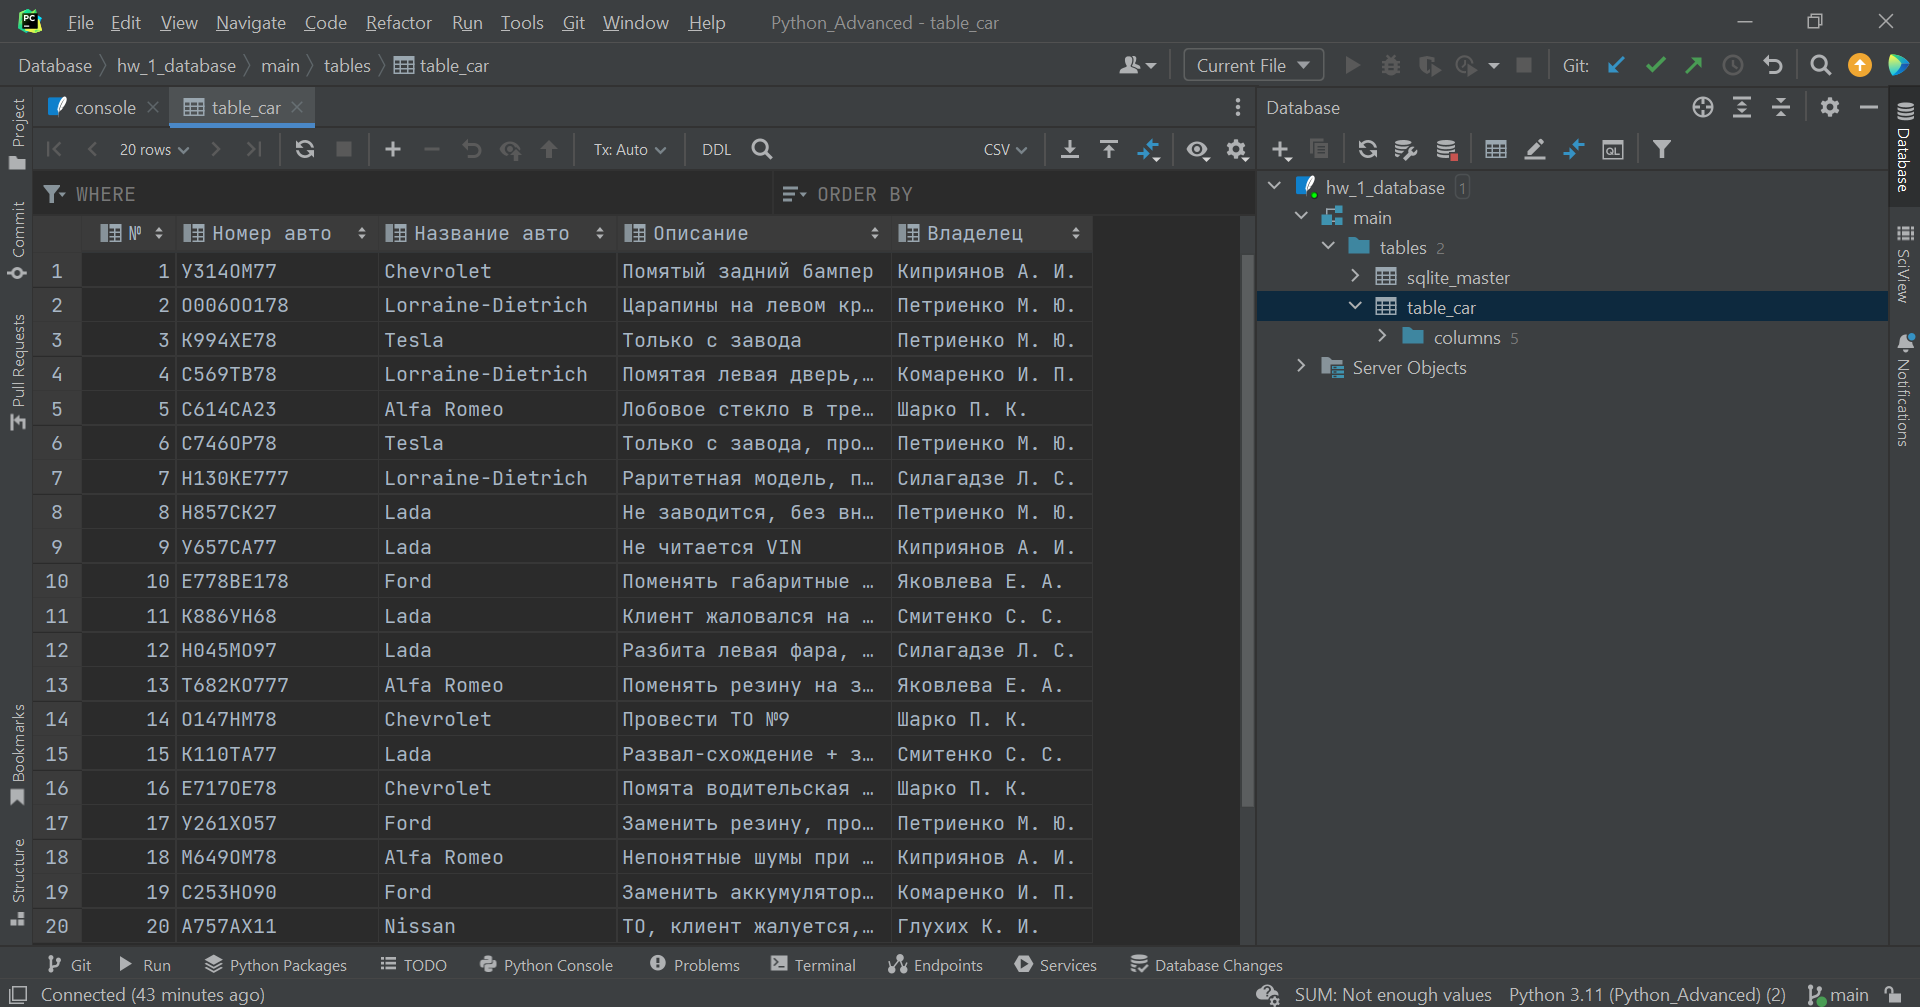 File Edit View Navigate Code Refactor Run Tools Git Window Help Python_Advanced - table_car
Database hw_1_database main tables table_car Current File Git:
console table_car
20 rows Tx: Auto DDL CSV
WHERE ORDER BY
№ Номер авто Название авто Описание Владелец
1 1 У314ОМ77 Chevrolet Помятый задний бампер Киприянов А. И.
2 2 О006ОО178 Lorraine-Dietrich Царапины на левом кр… Петриенко М. Ю.
3 3 К994ХЕ78 Tesla Только с завода Петриенко М. Ю.
4 4 С569ТВ78 Lorraine-Dietrich Помятая левая дверь,… Комаренко И. П.
5 5 С614СА23 Alfa Romeo Лобовое стекло в тре… Шарко П. К.
6 6 С746ОР78 Tesla Только с завода, про… Петриенко М. Ю.
7 7 Н130КЕ777 Lorraine-Dietrich Раритетная модель, п… Силагадзе Л. С.
8 8 Н857СК27 Lada Не заводится, без вн… Петриенко М. Ю.
9 9 У657СА77 Lada Не читается VIN Киприянов А. И.
10 10 Е778ВЕ178 Ford Поменять габаритные … Яковлева Е. А.
11 11 К886УН68 Lada Клиент жаловался на … Смитенко С. С.
12 12 Н045МО97 Lada Разбита левая фара, … Силагадзе Л. С.
13 13 Т682КО777 Alfa Romeo Поменять резину на з… Яковлева Е. А.
14 14 О147НМ78 Chevrolet Провести ТО №9 Шарко П. К.
15 15 К110ТА77 Lada Развал-схождение + з… Смитенко С. С.
16 16 Е717ОЕ78 Chevrolet Помята водительская … Шарко П. К.
17 17 У261ХО57 Ford Заменить резину, про… Петриенко М. Ю.
18 18 М649ОМ78 Alfa Romeo Непонятные шумы при … Киприянов А. И.
19 19 С253НО90 Ford Заменить аккумулятор… Комаренко И. П.
20 20 А757АХ11 Nissan ТО, клиент жалуется,… Глухих К. И.
Database
hw_1_database 1
main
tables 2
sqlite_master
table_car
columns 5
Server Objects
Project
Commit
Pull Requests
Bookmarks
Structure
Database
SciView
Notifications
Git Run Python Packages TODO Python Console Problems Terminal Endpoints Services Database Changes
Connected (43 minutes ago) SUM: Not enough values Python 3.11 (Python_Advanced) (2) main